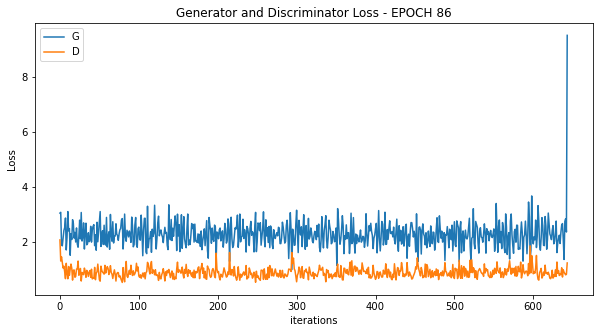 Generator and Discriminator Loss - EPOCH 86
G
D
8
6
4
2
Loss
0 100 200 300 400 500 600
iterations